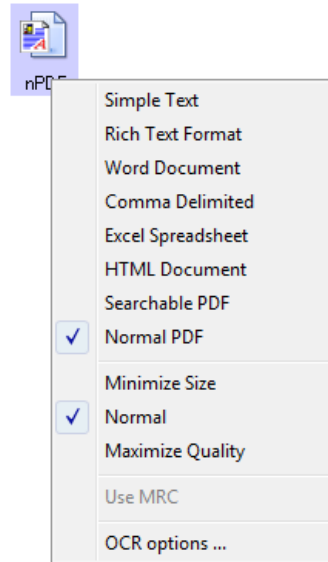 nPDF
Simple Text
Rich Text Format
Word Document
Comma Delimited
Excel Spreadsheet
HTML Document
Searchable PDF
Normal PDF
Minimize Size
Normal
Maximize Quality
Use MRC
OCR options ...